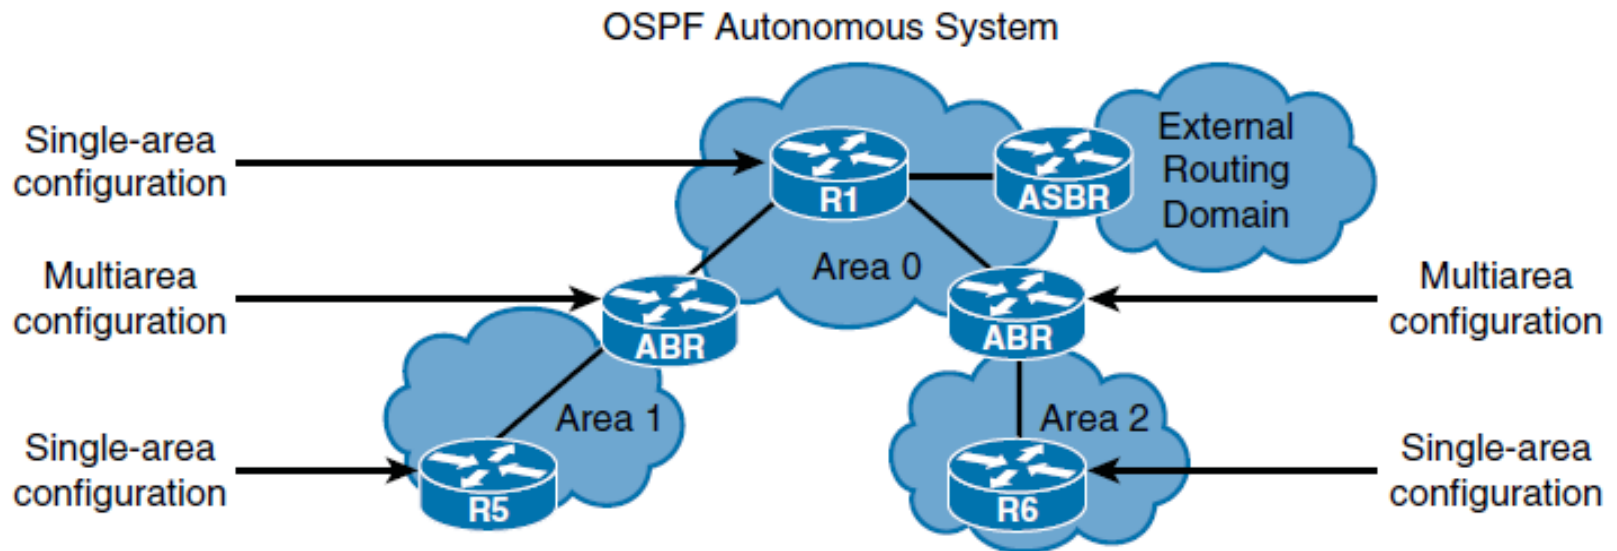 OSPF Autonomous System
Single-area
configuration
R1
ASBR
External
Routing
Domain
Area 0
Multiarea
configuration
ABR
ABR
Multiarea
configuration
Area 1
Area 2
Single-area
configuration
R5
R6
Single-area
configuration